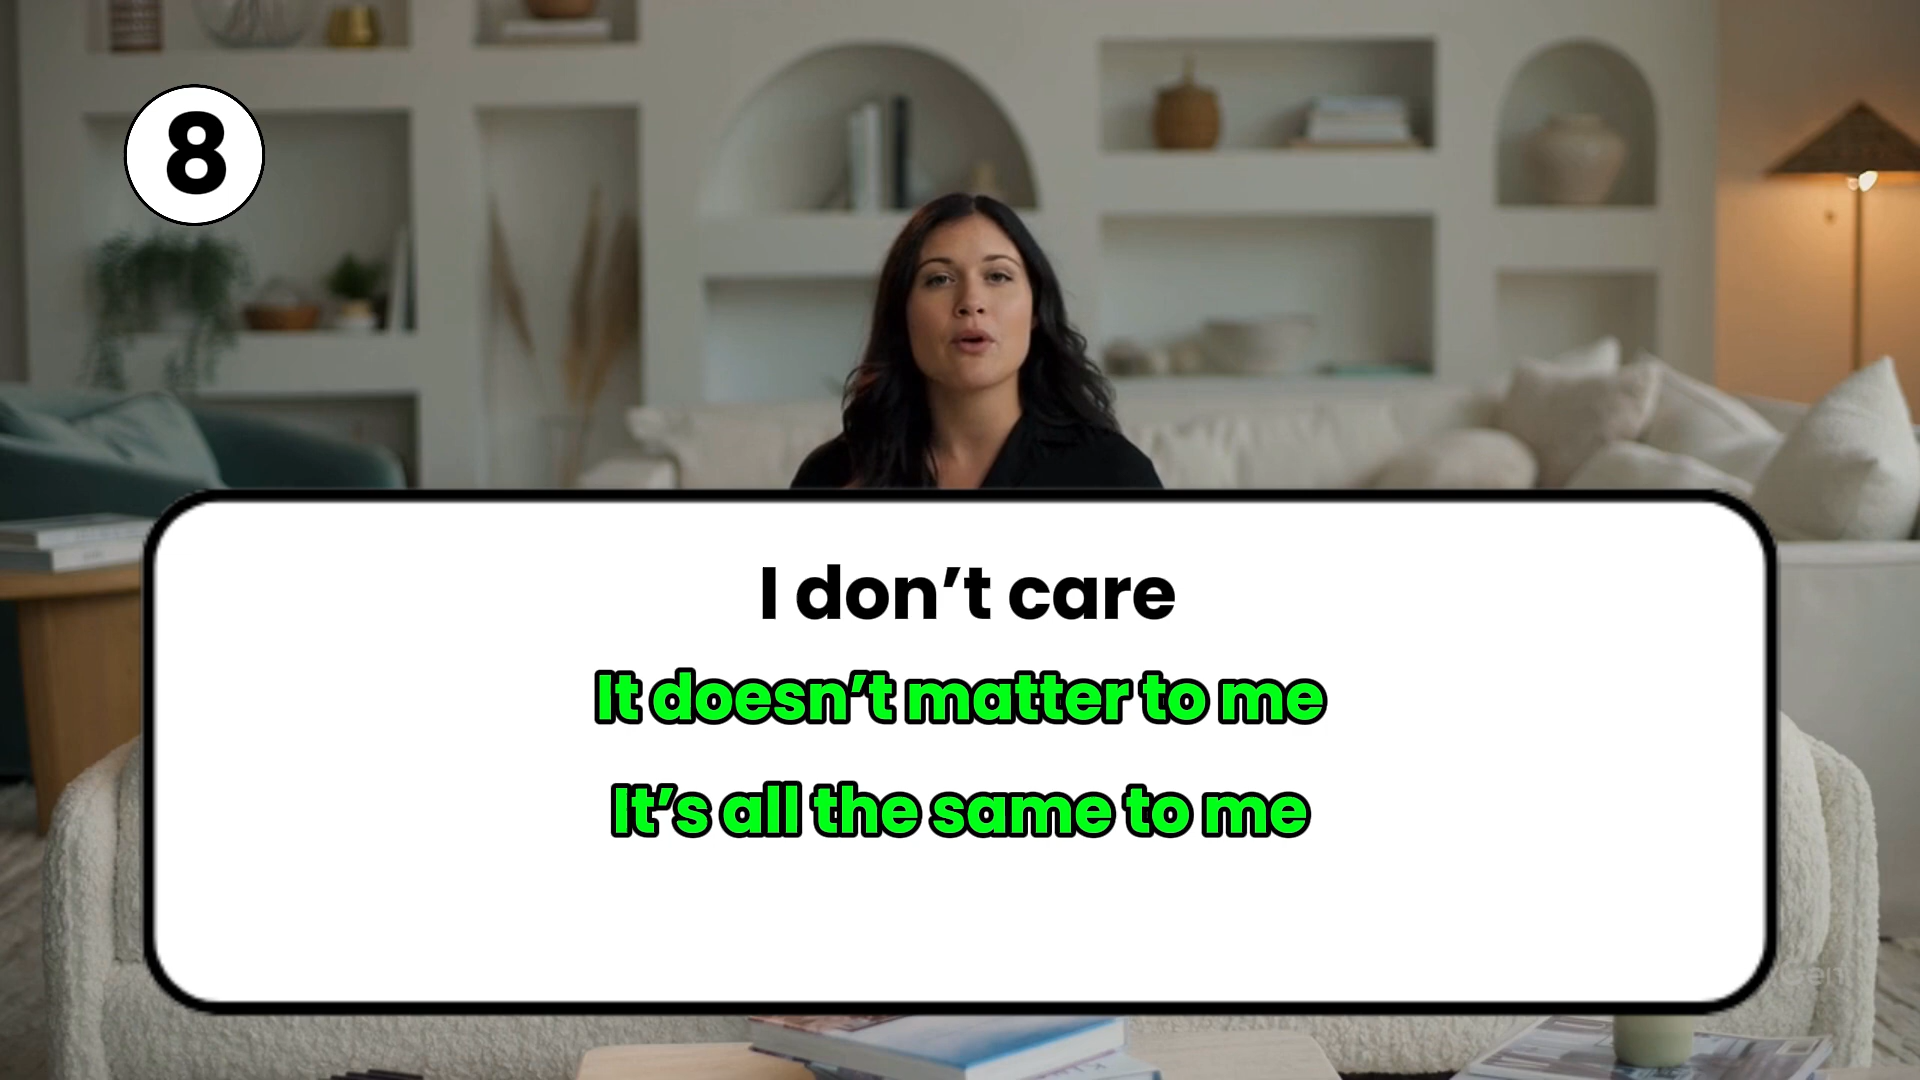 8
I don’t care
It doesn’t matter to me
It’s all the same to me